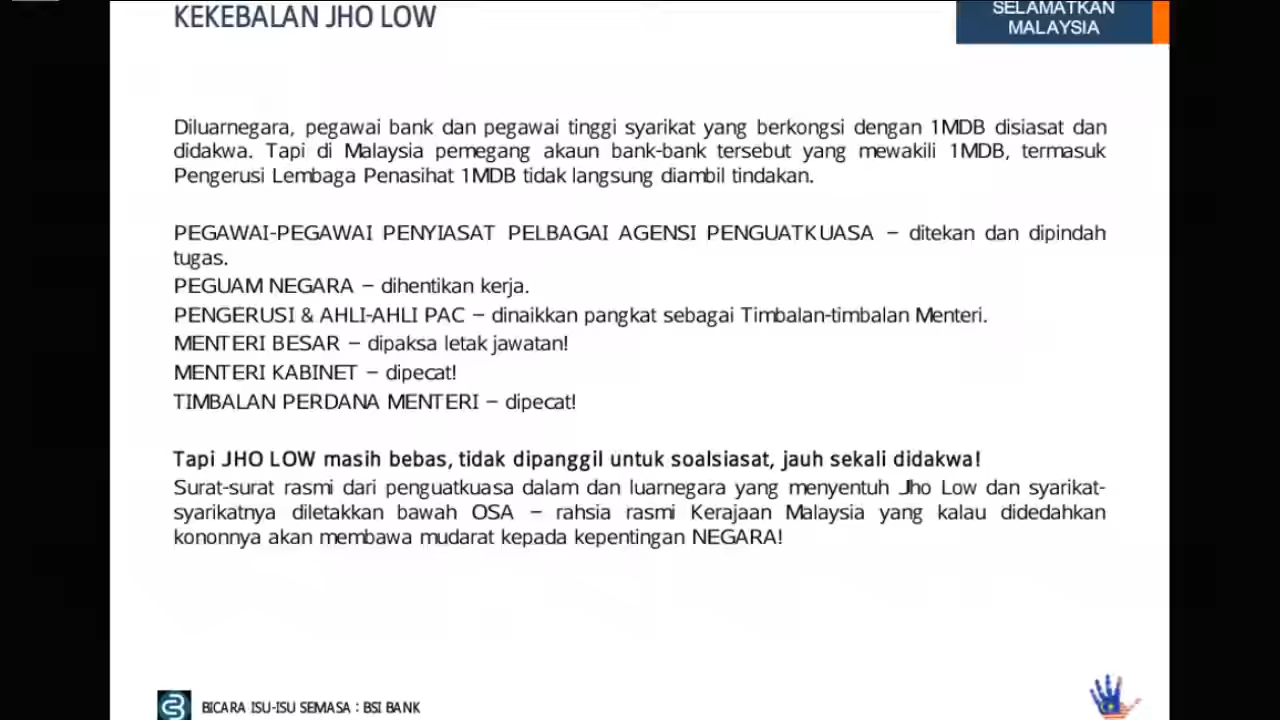 KEKEBALAN JHO LOW
SELAMATKAN
MALAYSIA
Diluarnegara, pegawai bank dan pegawai tinggi syarikat yang berkongsi dengan 1MDB disiasat dan
didakwa. Tapi di Malaysia pemegang akaun bank-bank tersebut yang mewakili 1MDB, termasuk
Pengerusi Lembaga Penasihat 1MDB tidak langsung diambil tindakan.
PEGAWAI-PEGAWAI PENYIASAT PELBAGAI AGENSI PENGUATKUASA – ditekan dan dipindah
tugas.
PEGUAM NEGARA – dihentikan kerja.
PENGERUSI & AHLI-AHLI PAC – dinaikkan pangkat sebagai Timbalan-timbalan Menteri.
MENTERI BESAR – dipaksa letak jawatan!
MENTERI KABINET – dipecat!
TIMBALAN PERDANA MENTERI – dipecat!
Tapi JHO LOW masih bebas, tidak dipanggil untuk soalsiasat, jauh sekali didakwa!
Surat-surat rasmi dari penguatkuasa dalam dan luarnegara yang menyentuh Jho Low dan syarikat-
syarikatnya diletakkan bawah OSA – rahsia rasmi Kerajaan Malaysia yang kalau didedahkan
kononnya akan membawa mudarat kepada kepentingan NEGARA!
BICARA ISU-ISU SEMASA : BSI BANK